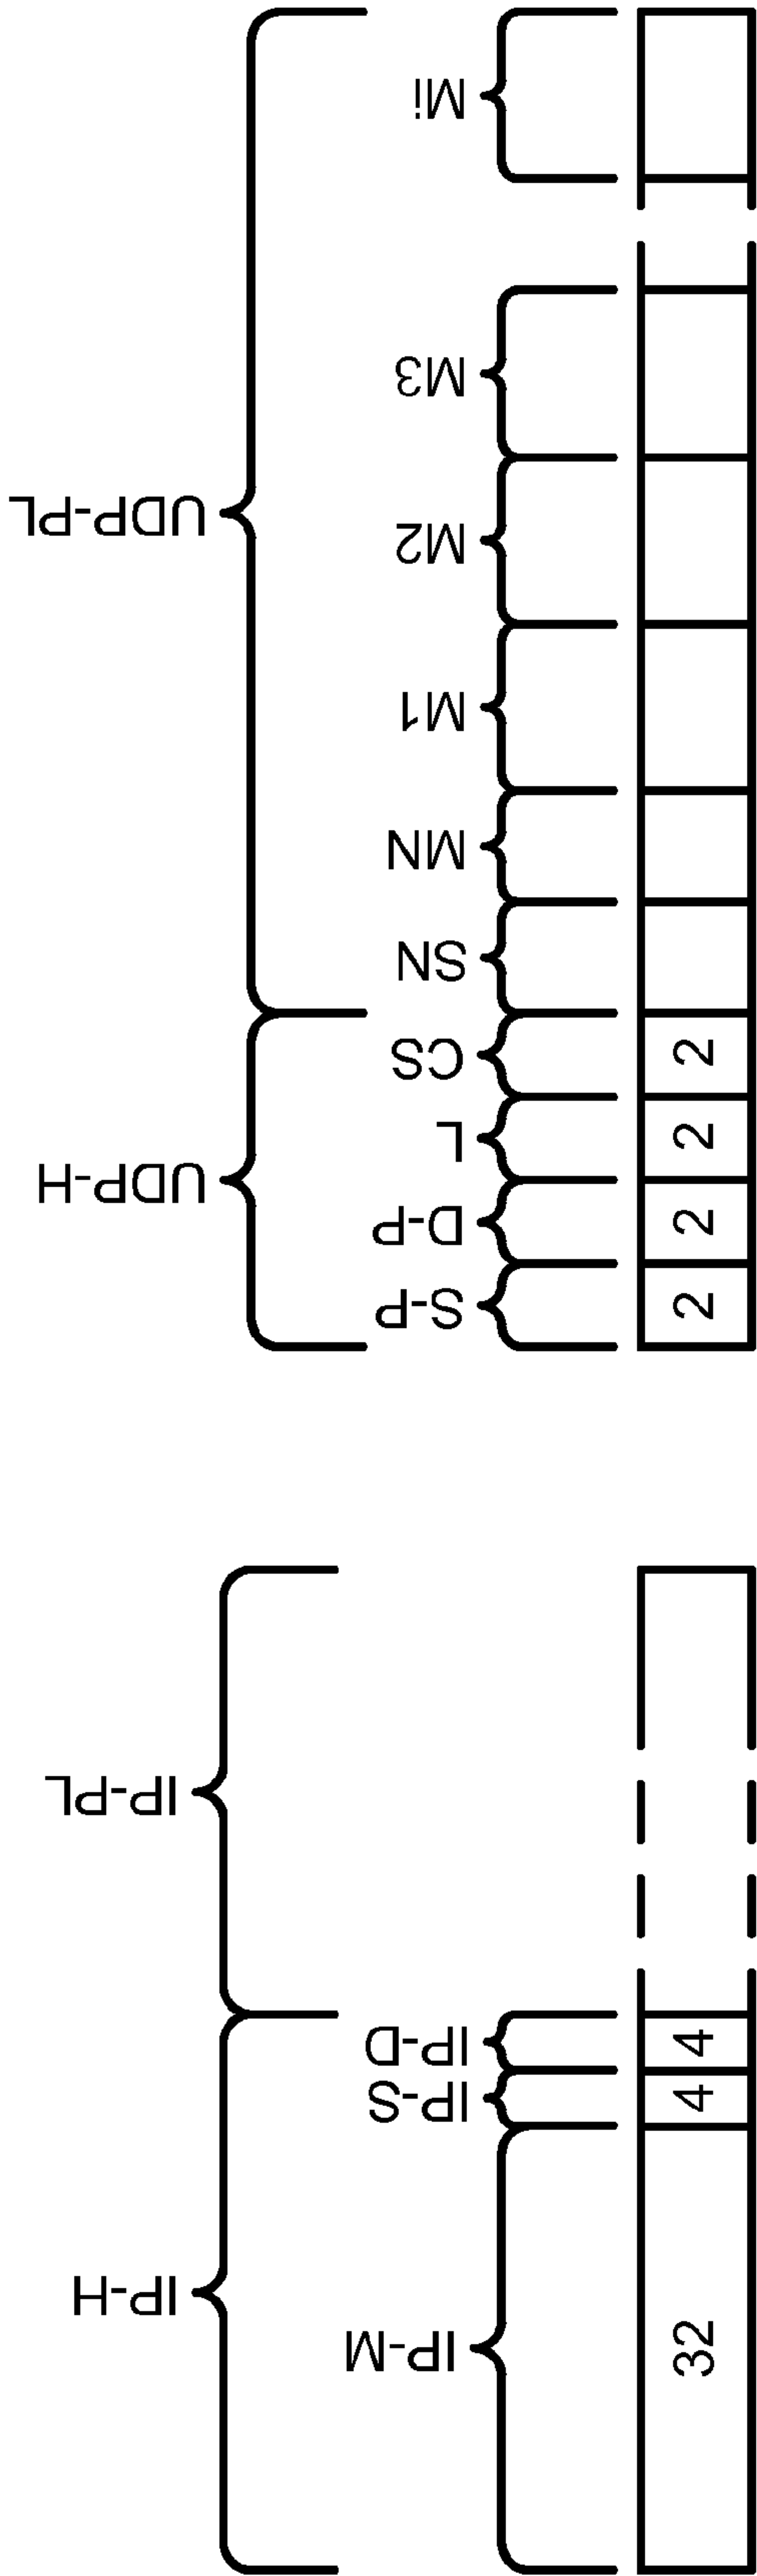 32
IP-M
IP-H
4
IP-S
4
IP-D
IP-PL
2
S-P
2
D-P
UDP-H
2
L
2
CS
SN
MN
M1
M2
UDP-PL
M3
Mi